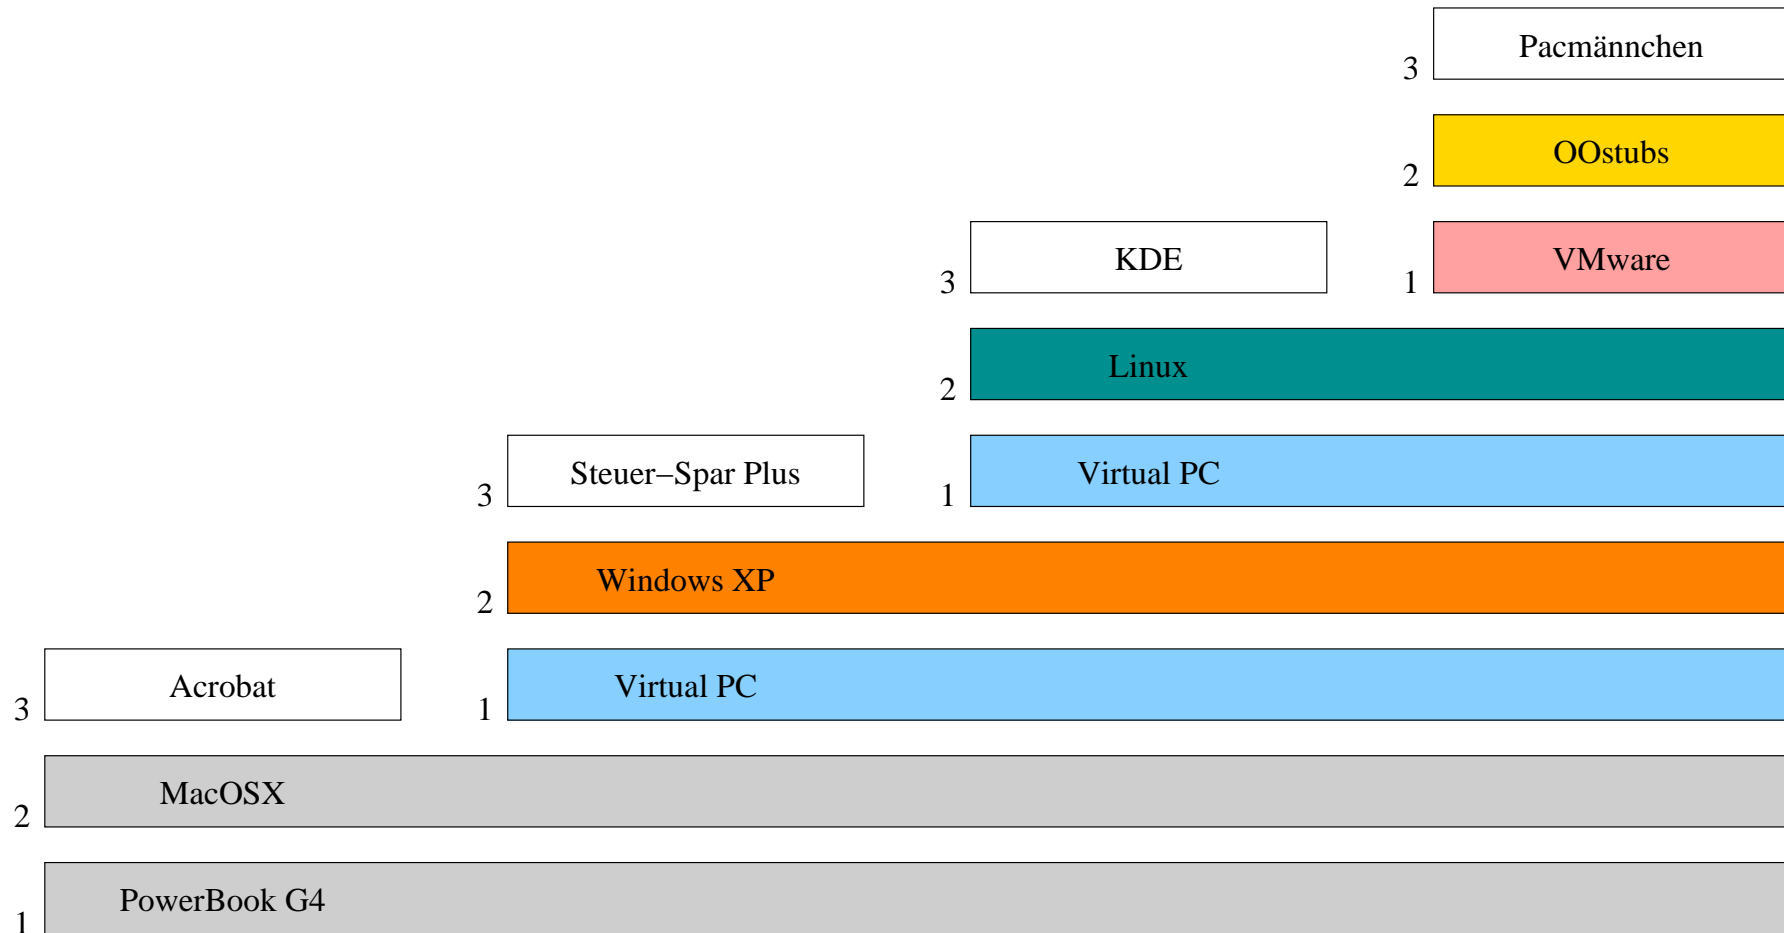 Pacmännchen
3
OOstubs
2
KDE
3
VMware
1
Linux
2
Steuer–Spar Plus
3
Virtual PC
1
Windows XP
2
Acrobat
3
Virtual PC
1
MacOSX
2
PowerBook G4
1